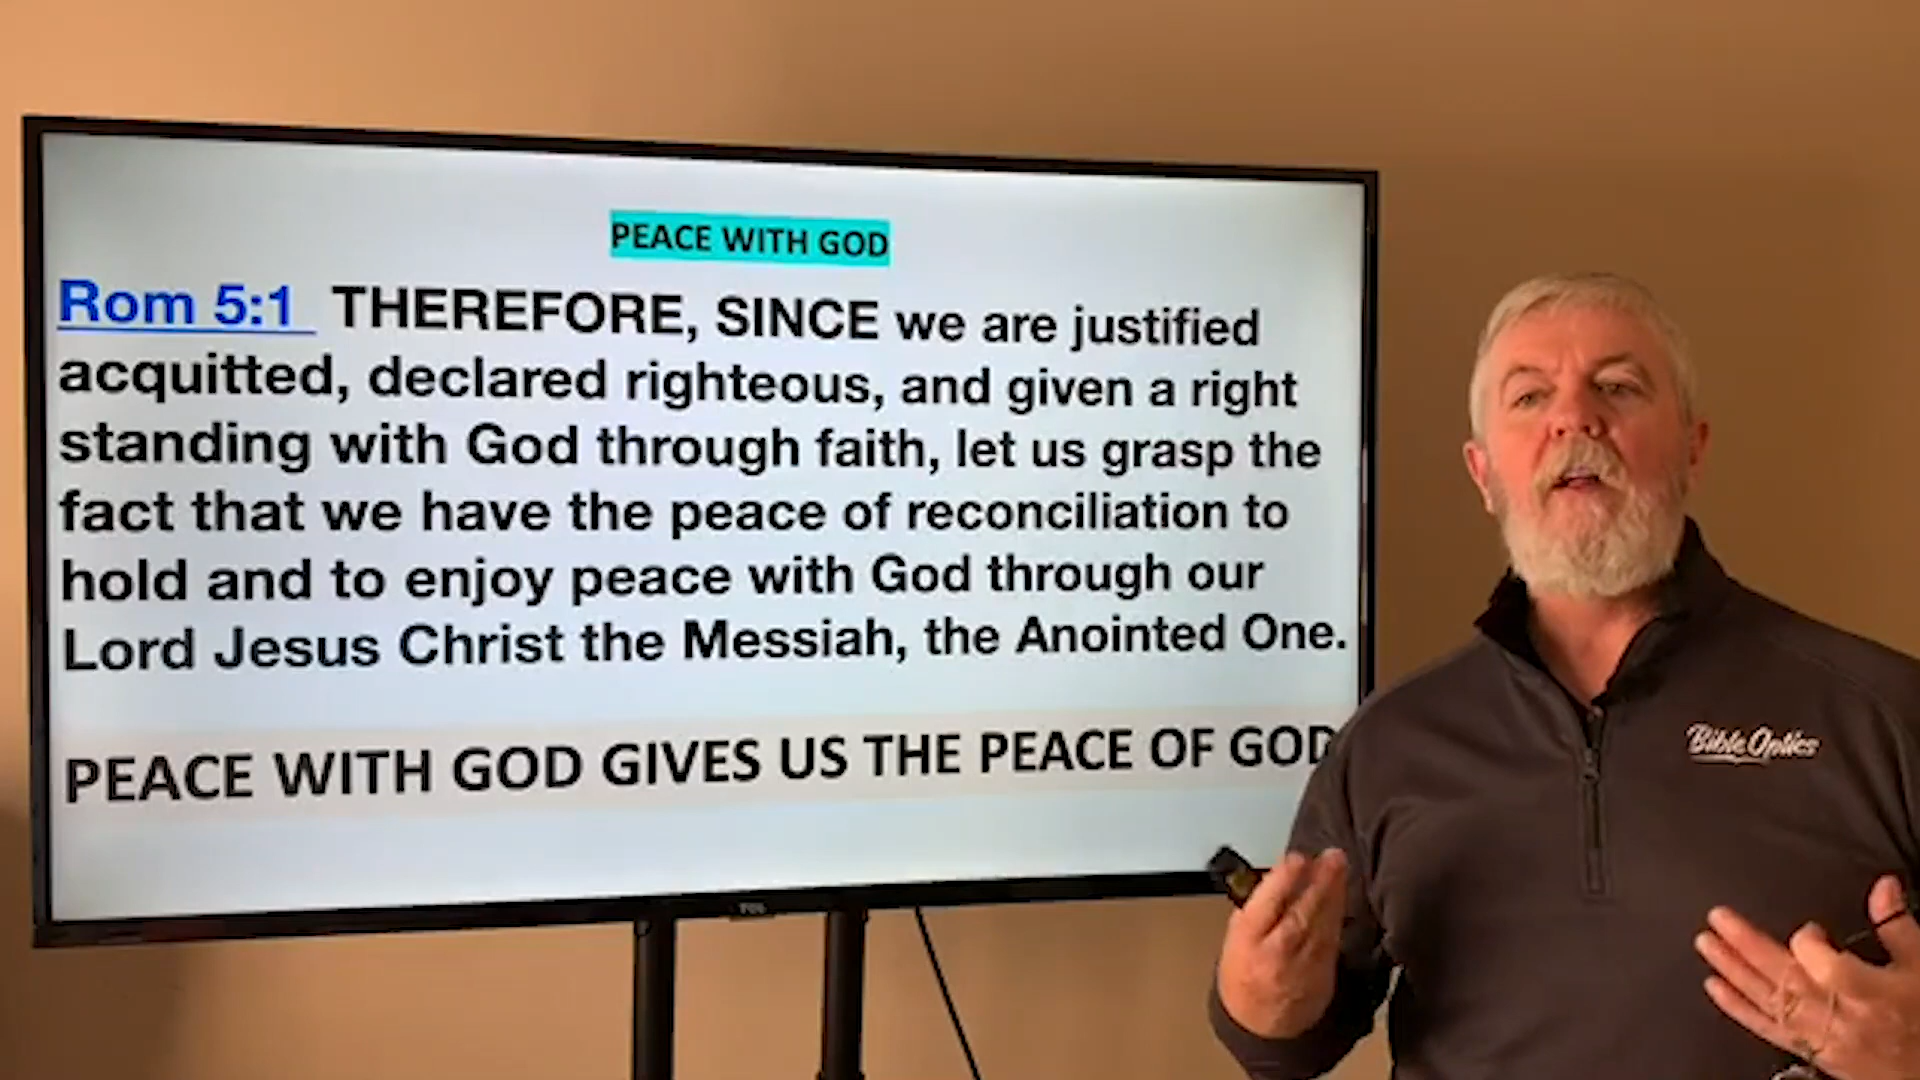 PEACE WITH GOD
Rom 5:1 THEREFORE, SINCE we are justified
acquitted, declared righteous, and given a right
standing with God through faith, let us grasp the
fact that we have the peace of reconciliation to
hold and to enjoy peace with God through our
Lord Jesus Christ the Messiah, the Anointed One.
PEACE WITH GOD GIVES US THE PEACE OF GOD
Bible Optics
TCL